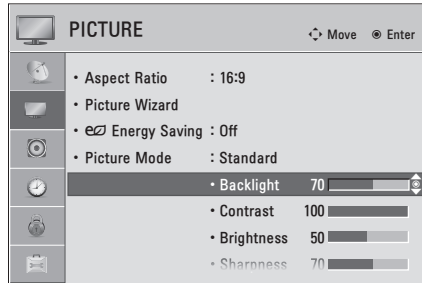 PICTURE Move Enter
• Aspect Ratio : 16:9
• Picture Wizard
• Energy Saving : Off
• Picture Mode : Standard
• Backlight 70
• Contrast 100
• Brightness 50
• Sharpness 70